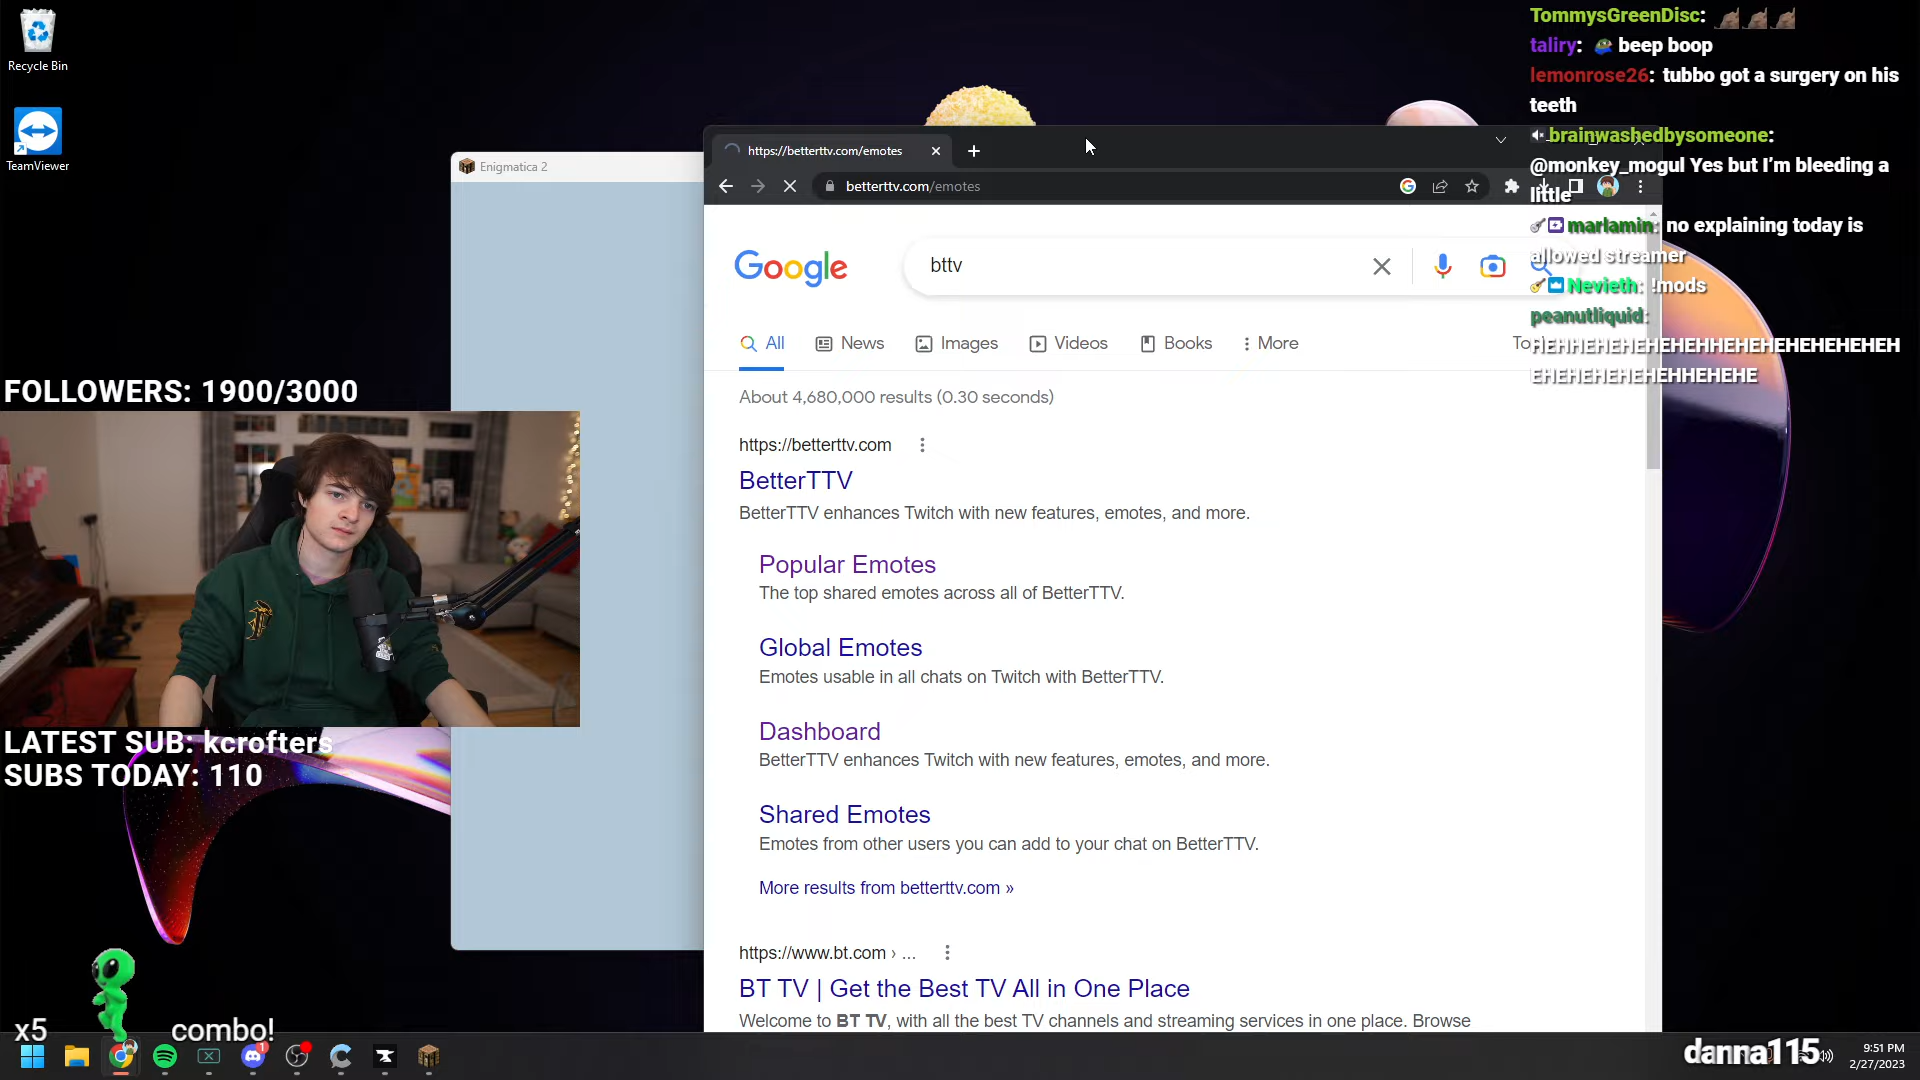 Recycle Bin
TeamViewer
Enigmatica 2
https://betterttv.com/emotes
betterttv.com/emotes
Google
bttv
All
News
Images
Videos
Books
More
About 4,680,000 results (0.30 seconds)
https://betterttv.com
BetterTTV
BetterTTV enhances Twitch with new features, emotes, and more.
Popular Emotes
The top shared emotes across all of BetterTTV.
Global Emotes
Emotes usable in all chats on Twitch with BetterTTV.
Dashboard
BetterTTV enhances Twitch with new features, emotes, and more.
Shared Emotes
Emotes from other users you can add to your chat on BetterTTV.
More results from betterttv.com »
https://www.bt.com › ...
BT TV | Get the Best TV All in One Place
Welcome to BT TV, with all the best TV channels and streaming services in one place. Browse
TommysGreenDisc:
taliry: beep boop
lemonrose26: tubbo got a surgery on his
teeth
brainwashedbysomeone:
@monkey_mogul Yes but I'm bleeding a
little
marlamin: no explaining today is
allowed streamer
Nevieth: !mods
peanutliquid:
HEHHEHEHEHEHEHHEHEHEHEHEHEHEH
EHEHEHEHEHEHHEHEHE
FOLLOWERS: 1900/3000
LATEST SUB: kcrofters
SUBS TODAY: 110
x5
combo!
danna115
9:51 PM
2/27/2023